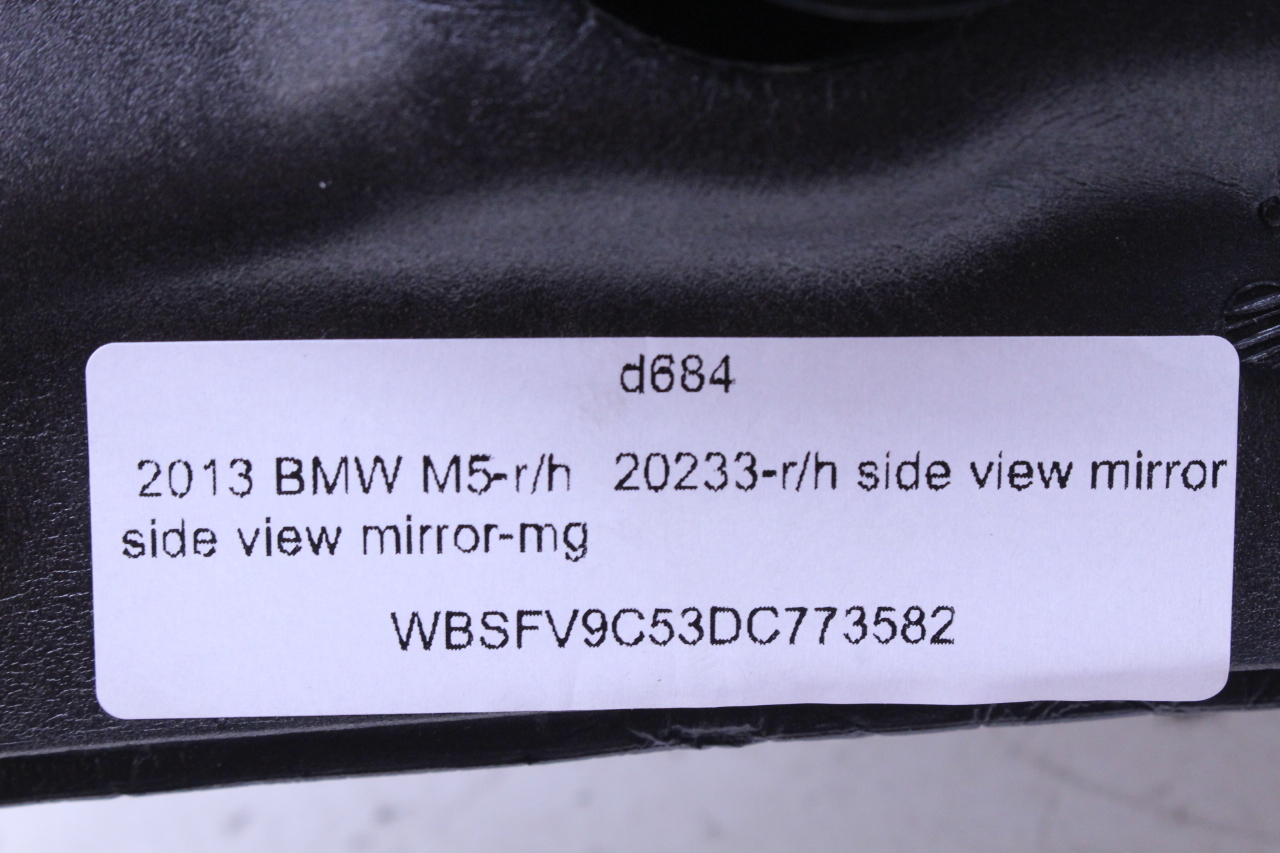 d684
2013 BMW M5-r/h 20233-r/h side view mirror
side view mirror-mg
WBSFV9C53DC773582